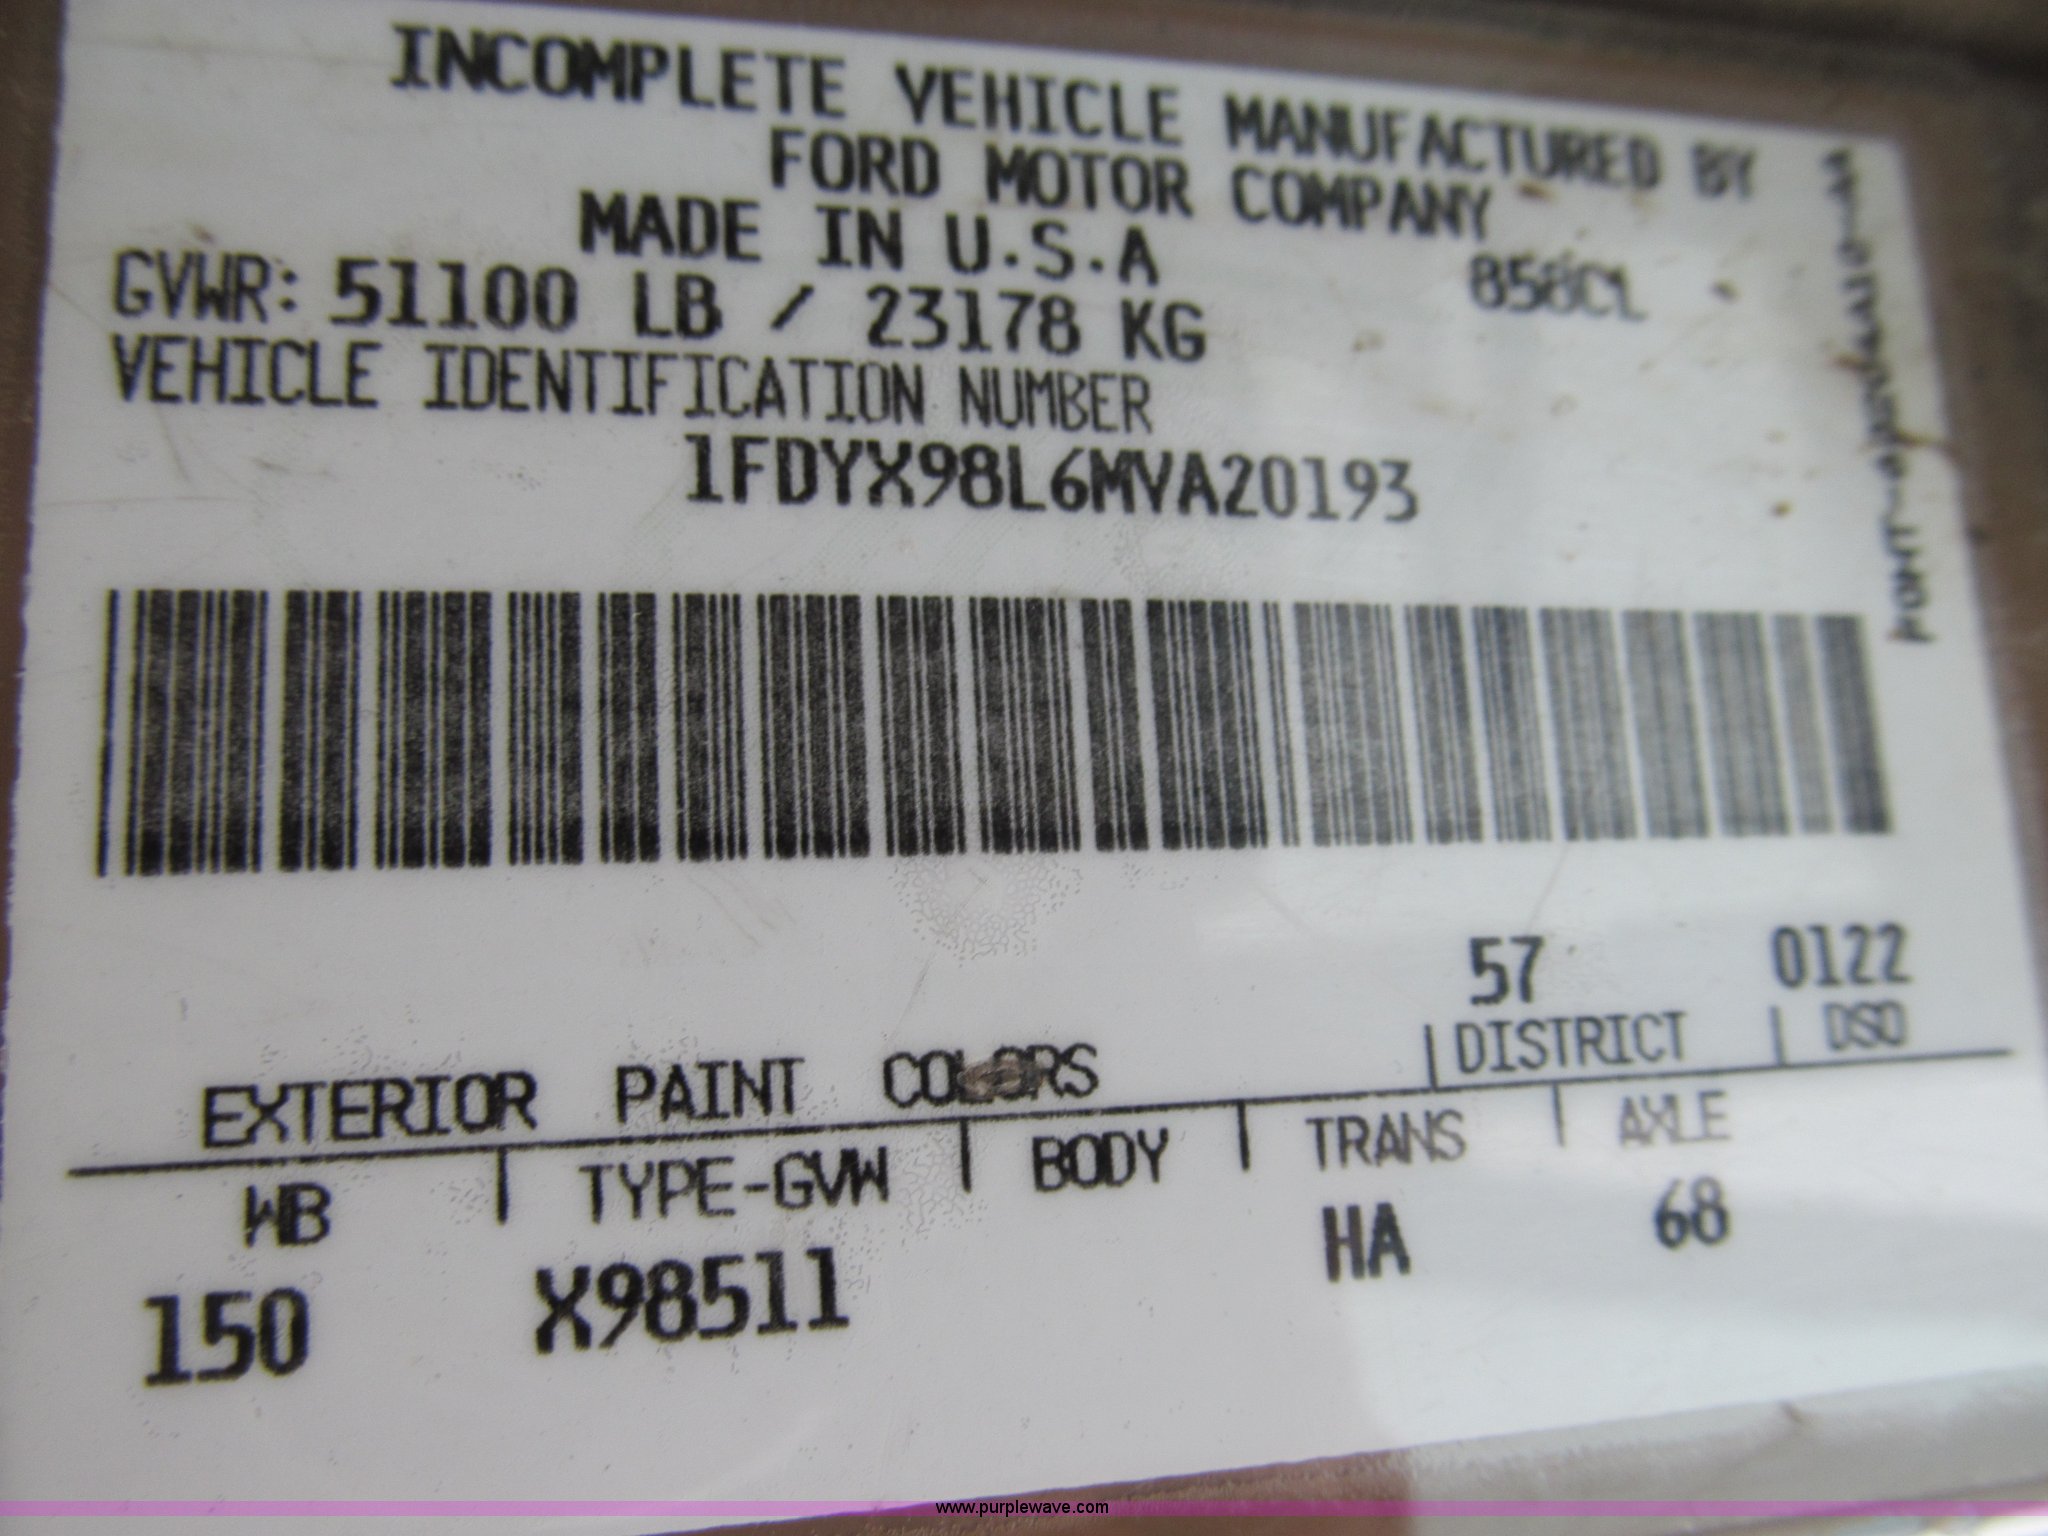 INCOMPLETE VEHICLE MANUFACTURED BY
FORD MOTOR COMPANY
MADE IN U.S.A
GVWR: 51100 LB / 23178 KG
858CL
VEHICLE IDENTIFICATION NUMBER
1FDYX98L6MVA20193
57 0122
DISTRICT DSO
EXTERIOR PAINT COLORS
WB TYPE-GVW BODY TRANS AXLE
150 X98511 HA 68
www.purplewave.com